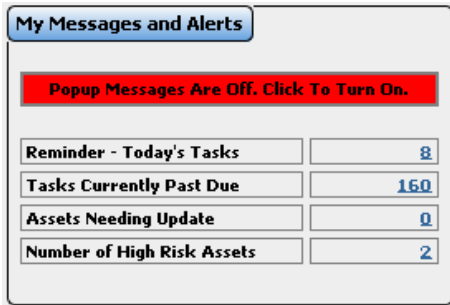 My Messages and Alerts
Popup Messages Are Off. Click To Turn On.
Reminder - Today's Tasks 8
Tasks Currently Past Due 160
Assets Needing Update 0
Number of High Risk Assets 2